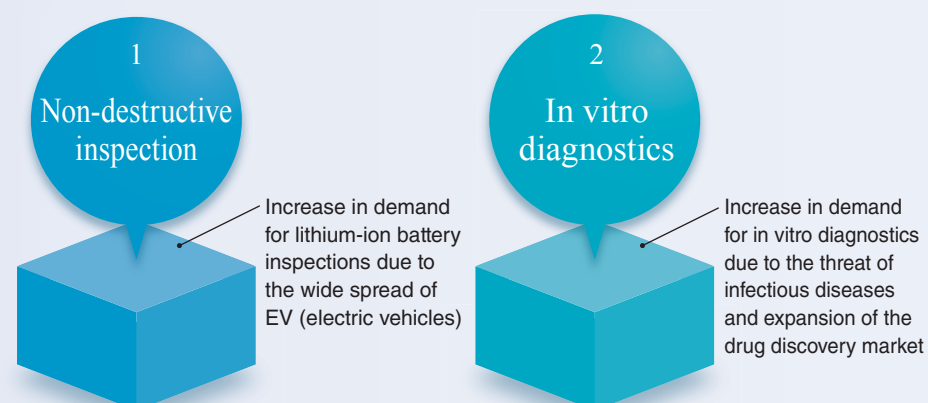 1
Non-destructive
inspection
Increase in demand
for lithium-ion battery
inspections due to
the wide spread of
EV (electric vehicles)
2
In vitro
diagnostics
Increase in demand
for in vitro diagnostics
due to the threat of
infectious diseases
and expansion of the
drug discovery market